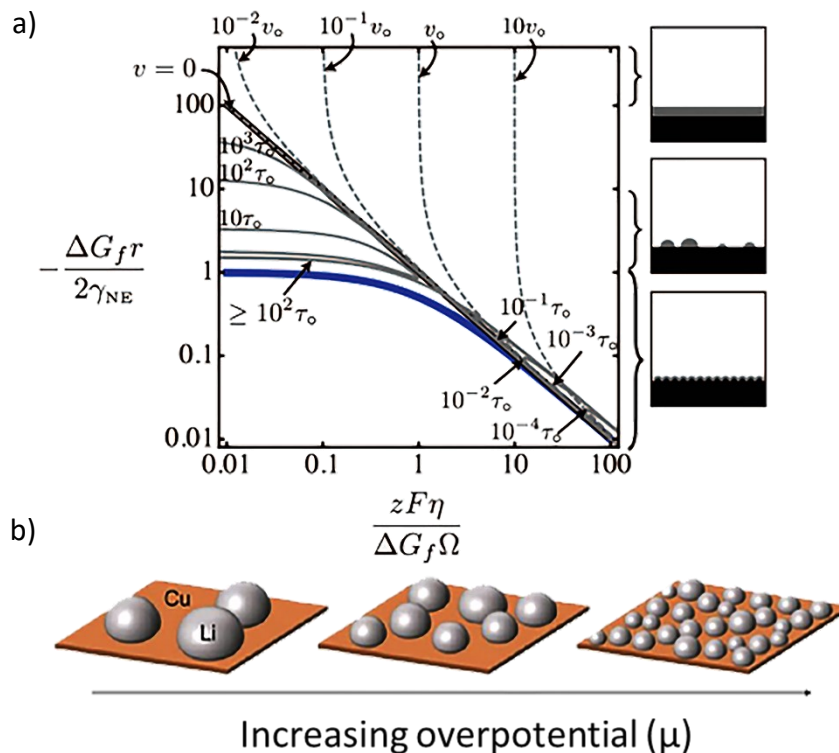 a)
10⁻²v₀ 10⁻¹v₀ v₀ 10v₀
v = 0
100
10³τ₀
10²τ₀
10
10τ₀
1
≥ 10²τ₀
10⁻¹τ₀
10⁻³τ₀
0.1
10⁻²τ₀
10⁻⁴τ₀
0.01
0.01 0.1 1 10 100
− ΔG_f r
2γ_NE
zFη
ΔG_f Ω
b)
Cu
Li
Increasing overpotential (μ)